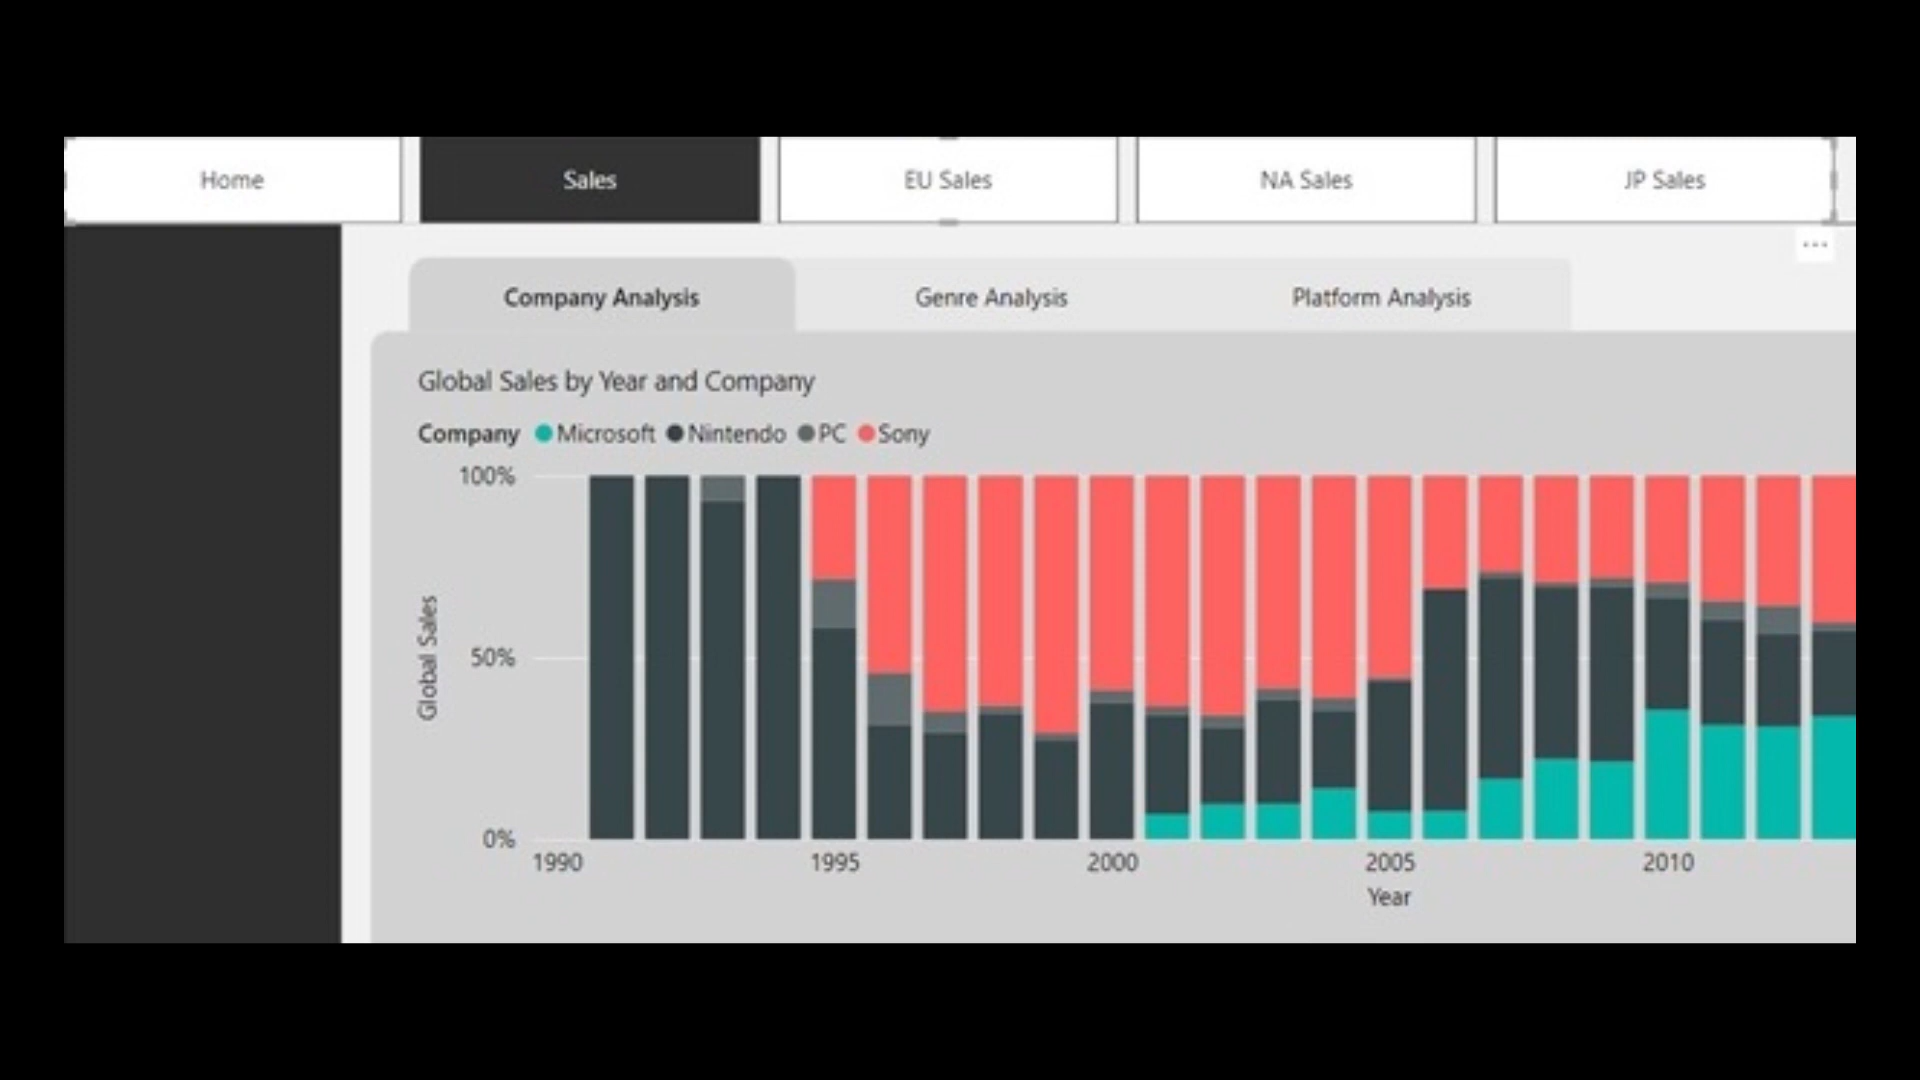 Home Sales EU Sales NA Sales JP Sales
Company Analysis Genre Analysis Platform Analysis
Global Sales by Year and Company
Company Microsoft Nintendo PC Sony
100%
50%
0%
Global Sales
1990 1995 2000 2005 2010
Year